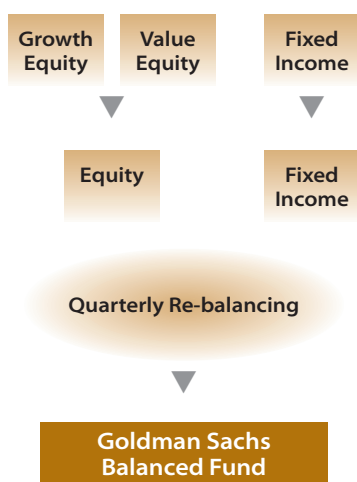 Growth
Equity
Value
Equity
Fixed
Income
Equity
Fixed
Income
Quarterly Re-balancing
Goldman Sachs
Balanced Fund